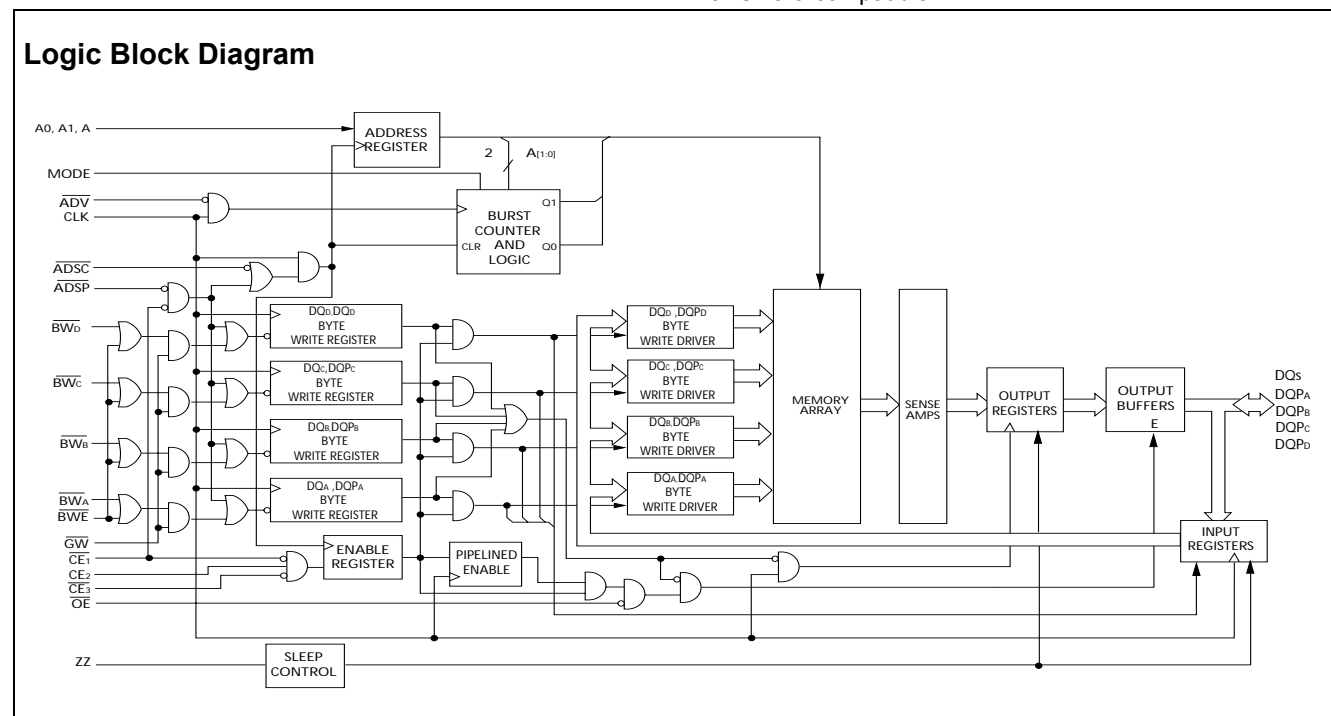 Logic Block Diagram
A0, A1, A
MODE
ADV
CLK
ADSC
ADSP
BWD
BWC
BWB
BWA
BWE
GW
CE1
CE2
CE3
OE
ZZ
ADDRESS
REGISTER
2 A[1:0]
Q1
BURST
COUNTER
CLR AND Q0
LOGIC
DQD,DQD
BYTE
WRITE REGISTER
DQC,DQPC
BYTE
WRITE REGISTER
DQB,DQPB
BYTE
WRITE REGISTER
DQA ,DQPA
BYTE
WRITE REGISTER
ENABLE
REGISTER
PIPELINED
ENABLE
SLEEP
CONTROL
DQD ,DQPD
BYTE
WRITE DRIVER
DQC ,DQPC
BYTE
WRITE DRIVER
DQB,DQPB
BYTE
WRITE DRIVER
DQA,DQPA
BYTE
WRITE DRIVER
MEMORY
ARRAY
SENSE
AMPS
OUTPUT
REGISTERS
OUTPUT
BUFFERS
E
INPUT
REGISTERS
DQs
DQPA
DQPB
DQPC
DQPD